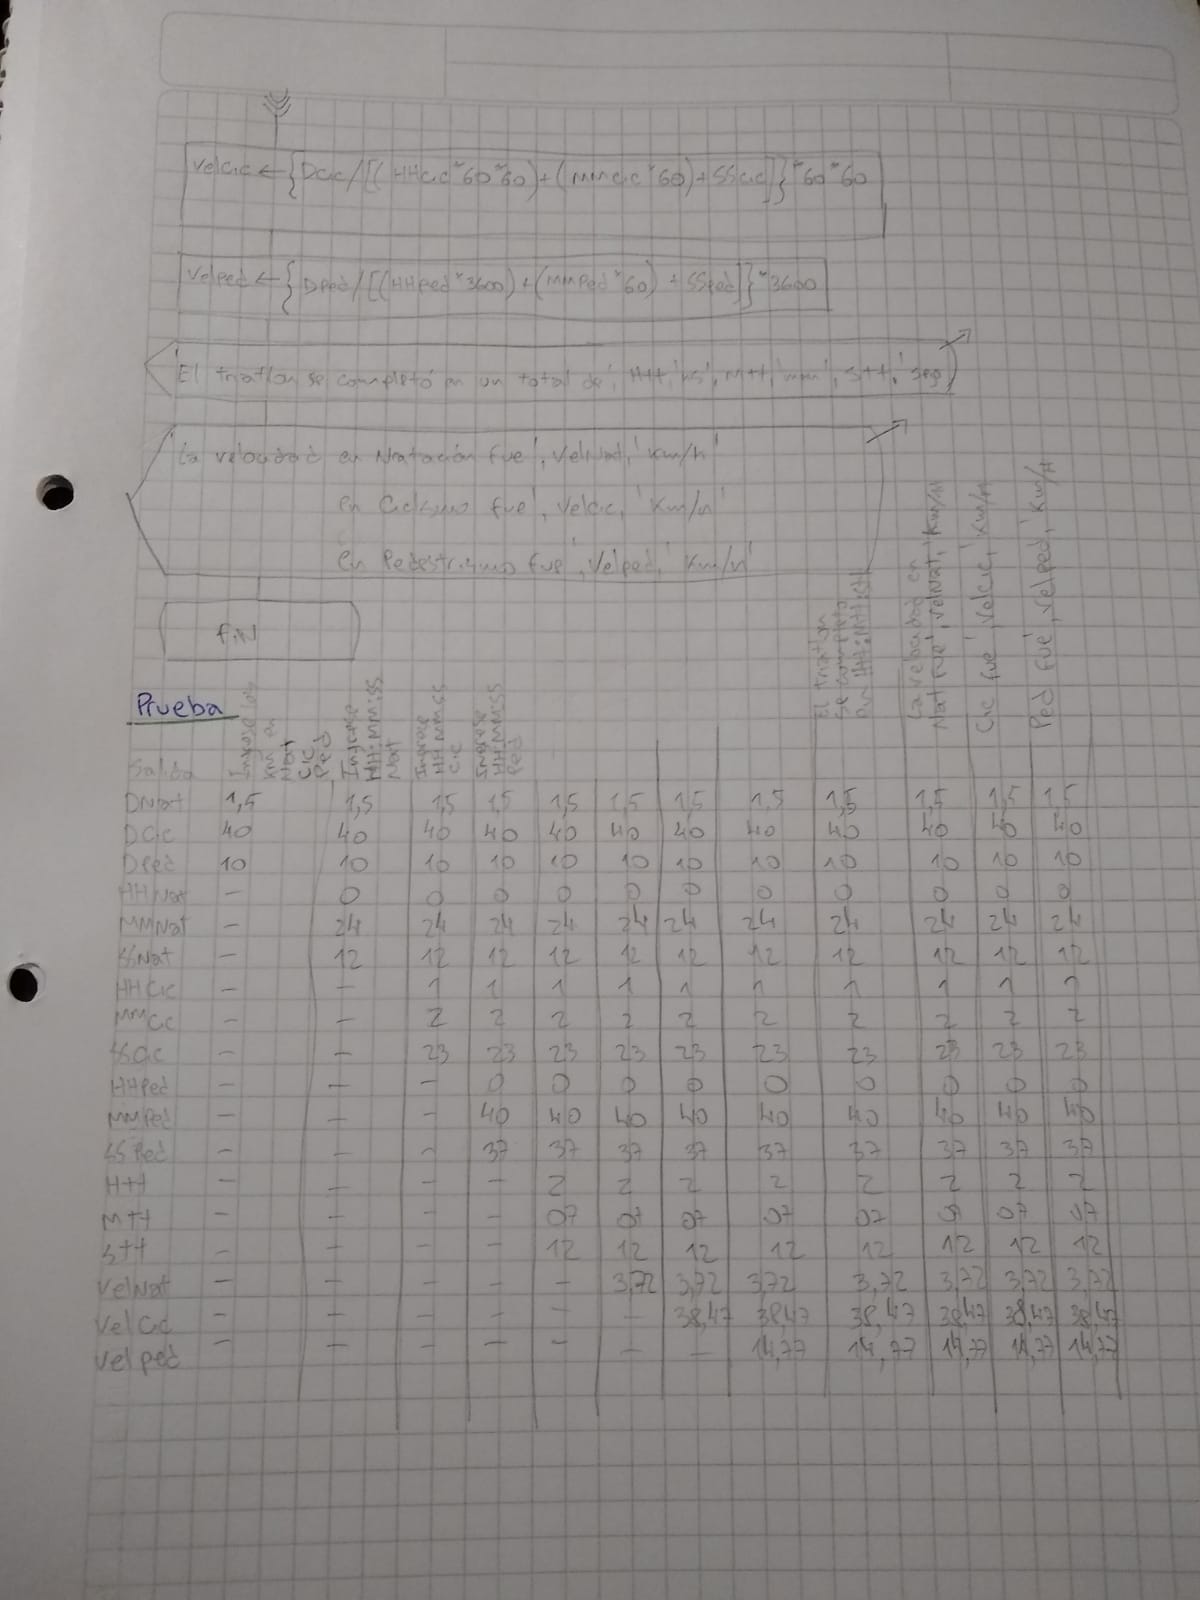 VelCic ← {DCic/[(HHCic*60*60)+(MMCic*60)+SSCic]}*60*60
VelPed ← {DPed/[(HHPed*3600)+(MMPed*60)+SSPed]}*3600
'El triatlon se completó en un total de', H++, 'hs', M++, 'min', S++, 'seg'
'La velocidad en Natación fue', VelNat, 'Km/h'
en Ciclismo fue', VelCic, 'Km/h'
en Pedestrismo fue', VelPed, 'Km/h'
FIN
Prueba
Salida
Ingrese los Km en Nat Cic Ped
Ingrese HH:MM:SS Nat
Ingrese HH:MM:SS Cic
Ingrese HH:MM:SS Ped
El triatlon se completo en H++:M++:S++
La velocidad en Nat fue', VelNat, 'Km/H
Cic fue', VelCic, 'Km/H
Ped fue', VelPed, 'Km/H
DNat 1,5 1,5 1,5 1,5 1,5 1,5 1,5 1,5 1,5 1,5 1,5 1,5
DCic 40 40 40 40 40 40 40 40 40 40 40 40
DPed 10 10 10 10 10 10 10 10 10 10 10 10
HHNat - 0 0 0 0 0 0 0 0 0 0 0
MMNat - 24 24 24 24 24 24 24 24 24 24 24
SSNat - 12 12 12 12 12 12 12 12 12 12 12
HHCic - - 1 1 1 1 1 1 1 1 1 1
MMCic - - 2 2 2 2 2 2 2 2 2 2
SSCic - - 23 23 23 23 23 23 23 23 23 23
HHPed - - - 0 0 0 0 0 0 0 0 0
MMPed - - - 40 40 40 40 40 40 40 40 40
SSPed - - - 37 37 37 37 37 37 37 37 37
H++ - - - - 2 2 2 2 2 2 2 2
M++ - - - - 07 07 07 07 07 07 07 07
S++ - - - - 12 12 12 12 12 12 12 12
VelNat - - - - - 3,72 3,72 3,72 3,72 3,72 3,72 3,72
VelCic - - - - - - 38,47 38,47 38,47 38,47 38,47 38,47
VelPed - - - - - - - 14,77 14,77 14,77 14,77 14,77